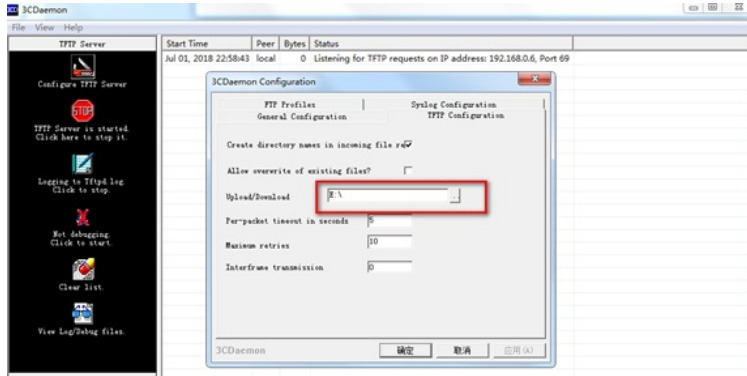 3CDaemon
File View Help
TFTP Server
Start Time Peer Bytes Status
Jul 01, 2018 22:58:43 local 0 Listening for TFTP requests on IP address: 192.168.0.6, Port 69
Configure TFTP Server
TFTP Server is started.
Click here to stop it.
Logging to Tftpd.log.
Click to stop.
Not debugging.
Click to start.
Clear list.
View Log/Debug files.
3CDaemon Configuration
FTP Profiles Syslog Configuration
General Configuration TFTP Configuration
Create directory names in incoming file re
Allow overwrite of existing files?
Upload/Download E:\ ...
Per-packet timeout in seconds 5
Maximum retries 10
Interframe transmission 0
3CDaemon
确定 取消 应用(A)